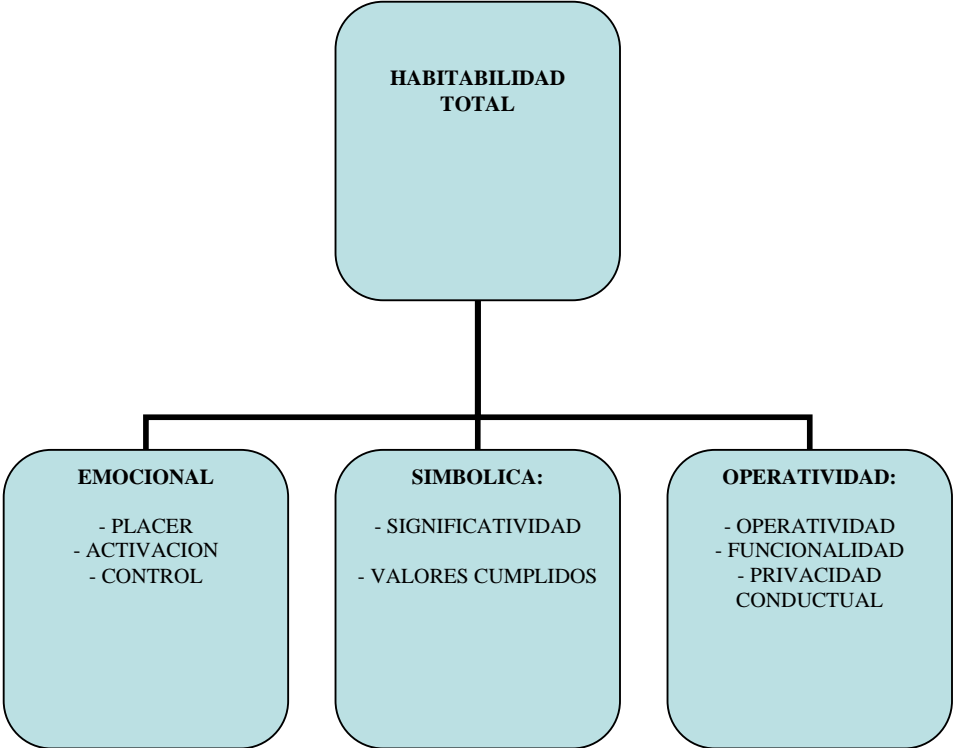 HABITABILIDAD
TOTAL
EMOCIONAL
- PLACER
- ACTIVACION
- CONTROL
SIMBOLICA:
- SIGNIFICATIVIDAD
- VALORES CUMPLIDOS
OPERATIVIDAD:
- OPERATIVIDAD
- FUNCIONALIDAD
- PRIVACIDAD
CONDUCTUAL